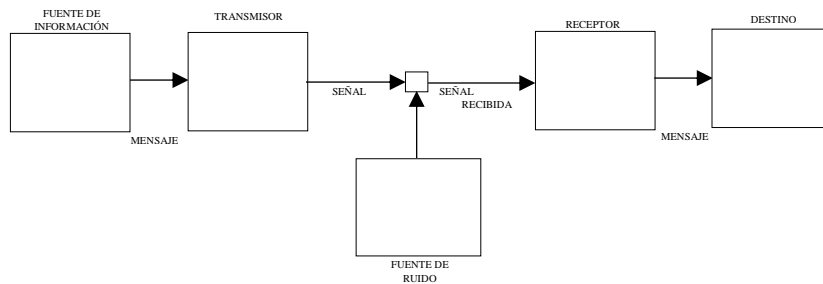 FUENTE DE
INFORMACIÓN
TRANSMISOR
RECEPTOR
DESTINO
MENSAJE
SEÑAL
SEÑAL
RECIBIDA
MENSAJE
FUENTE DE
RUIDO